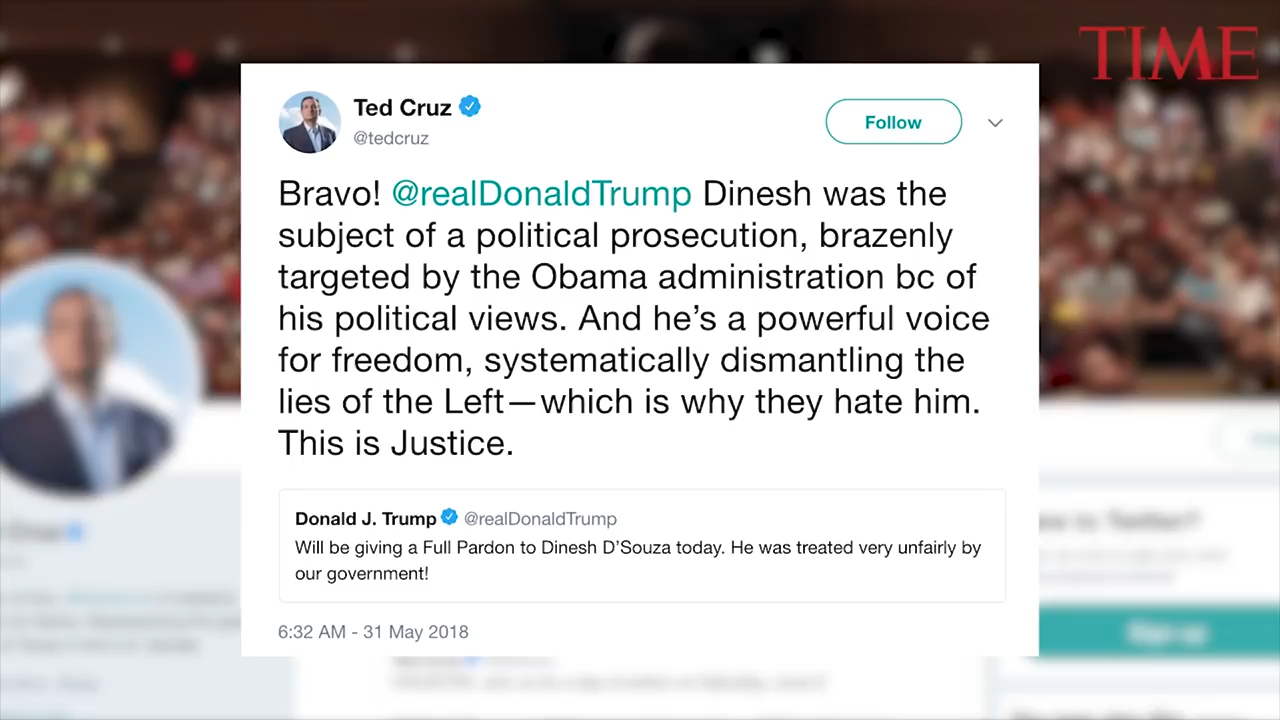 TIME
Ted Cruz
@tedcruz
Follow
Bravo! @realDonaldTrump Dinesh was the
subject of a political prosecution, brazenly
targeted by the Obama administration bc of
his political views. And he's a powerful voice
for freedom, systematically dismantling the
lies of the Left—which is why they hate him.
This is Justice.
Donald J. Trump @realDonaldTrump
Will be giving a Full Pardon to Dinesh D'Souza today. He was treated very unfairly by
our government!
6:32 AM - 31 May 2018
Sign up